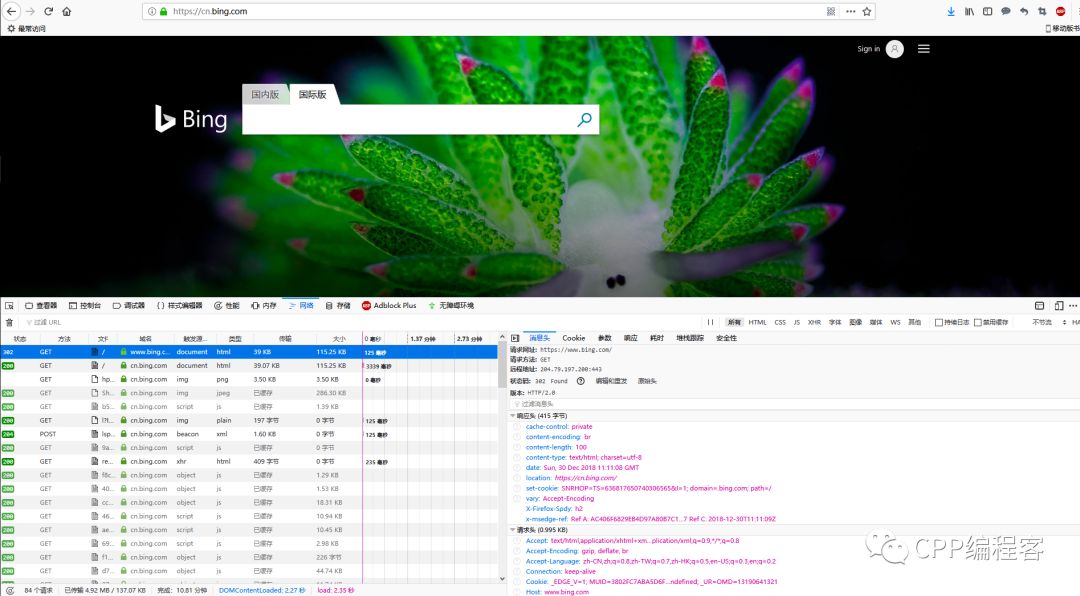 https://cn.bing.com
最常访问
移动版书
Sign in
国内版 国际版
Bing
查看器 控制台 调试器 样式编辑器 性能 内存 网络 存储 Adblock Plus 无障碍环境
过滤 URL
所有 HTML CSS JS XHR 字体 图像 媒体 WS 其他 持续日志 禁用缓存 不节流 HA
状态 方法 文件 域名 触发源... 类型 传输 大小 0 毫秒 1.37 分钟 2.73 分钟
302 GET / www.bing.c... document html 39 KB 115.25 KB 125 毫秒
200 GET / cn.bing.com document html 39.07 KB 115.25 KB 3339 毫秒
GET hp... cn.bing.com img png 3.50 KB 3.50 KB 0 毫秒
200 GET Sh... cn.bing.com img jpeg 已缓存 286.30 KB
200 GET b5... cn.bing.com script js 已缓存 1.39 KB
200 GET l?I... cn.bing.com img plain 197 字节 0 字节 125 毫秒
204 POST lsp... cn.bing.com beacon xml 1.60 KB 0 字节 125 毫秒
200 GET 9a... cn.bing.com script js 已缓存 0 字节
200 GET re... cn.bing.com xhr html 409 字节 0 字节 235 毫秒
200 GET f8c... cn.bing.com object js 已缓存 1.29 KB
200 GET 40... cn.bing.com object js 已缓存 1.53 KB
200 GET cc... cn.bing.com object js 已缓存 18.31 KB
200 GET 46... cn.bing.com script js 已缓存 10.94 KB
200 GET ae... cn.bing.com script js 已缓存 10.45 KB
200 GET 69... cn.bing.com script js 已缓存 2.98 KB
200 GET f1... cn.bing.com object js 已缓存 226 字节
200 GET d7... cn.bing.com object js 已缓存 44.74 KB
84 个请求 已传输 4.92 MB / 137.07 KB 完成: 10.81 分钟 DOMContentLoaded: 2.27 秒 load: 2.35 秒
消息头 Cookie 参数 响应 耗时 堆栈跟踪 安全性
请求网址: https://www.bing.com/
请求方法: GET
远程地址: 204.79.197.200:443
状态码: 302 Found 编辑和重发 原始头
版本: HTTP/2.0
过滤消息头
响应头 (415 字节)
cache-control: private
content-encoding: br
content-length: 100
content-type: text/html; charset=utf-8
date: Sun, 30 Dec 2018 11:11:08 GMT
location: https://cn.bing.com/
set-cookie: SNRHOP=TS=636817650740306565&I=1; domain=.bing.com; path=/
vary: Accept-Encoding
X-Firefox-Spdy: h2
x-msedge-ref: Ref A: AC406F6829EB4D97A80B7C1...7 Ref C: 2018-12-30T11:11:09Z
请求头 (0.995 KB)
Accept: text/html,application/xhtml+xm...plication/xml;q=0.9,*/*;q=0.8
Accept-Encoding: gzip, deflate, br
Accept-Language: zh-CN,zh;q=0.8,zh-TW;q=0.7,zh-HK;q=0.5,en-US;q=0.3,en;q=0.2
Connection: keep-alive
Cookie: _EDGE_V=1; MUID=3802FC7ABA5D6F...ndefined; _UR=OMD=13190641321
Host: www.bing.com
CPP编程客